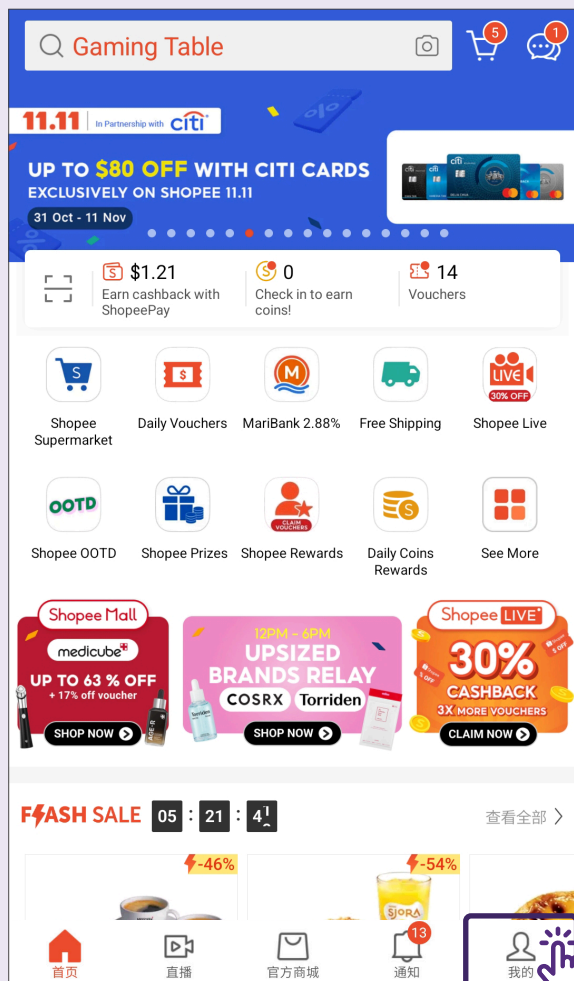 Gaming Table
5
1
11.11 In Partnership with citi
UP TO $80 OFF WITH CITI CARDS
EXCLUSIVELY ON SHOPEE 11.11
31 Oct - 11 Nov
$1.21
Earn cashback with
ShopeePay
0
Check in to earn
coins!
14
Vouchers
Shopee
Supermarket
Daily Vouchers
MariBank 2.88%
Free Shipping
LIVE
30% OFF
Shopee Live
OOTD
Shopee OOTD
Shopee Prizes
CLAIM
VOUCHERS
Shopee Rewards
Daily Coins
Rewards
See More
Shopee Mall
medicube
UP TO 63 % OFF
+ 17% off voucher
SHOP NOW
AGE-R
12PM – 6PM
UPSIZED
BRANDS RELAY
COSRX Torriden
SHOP NOW
Shopee LIVE
30%
CASHBACK
3X MORE VOUCHERS
CLAIM NOW
FLASH SALE 05 : 21 :
查看全部
-46%
-54%
SJORA
首页
直播
官方商城
13
通知
我的